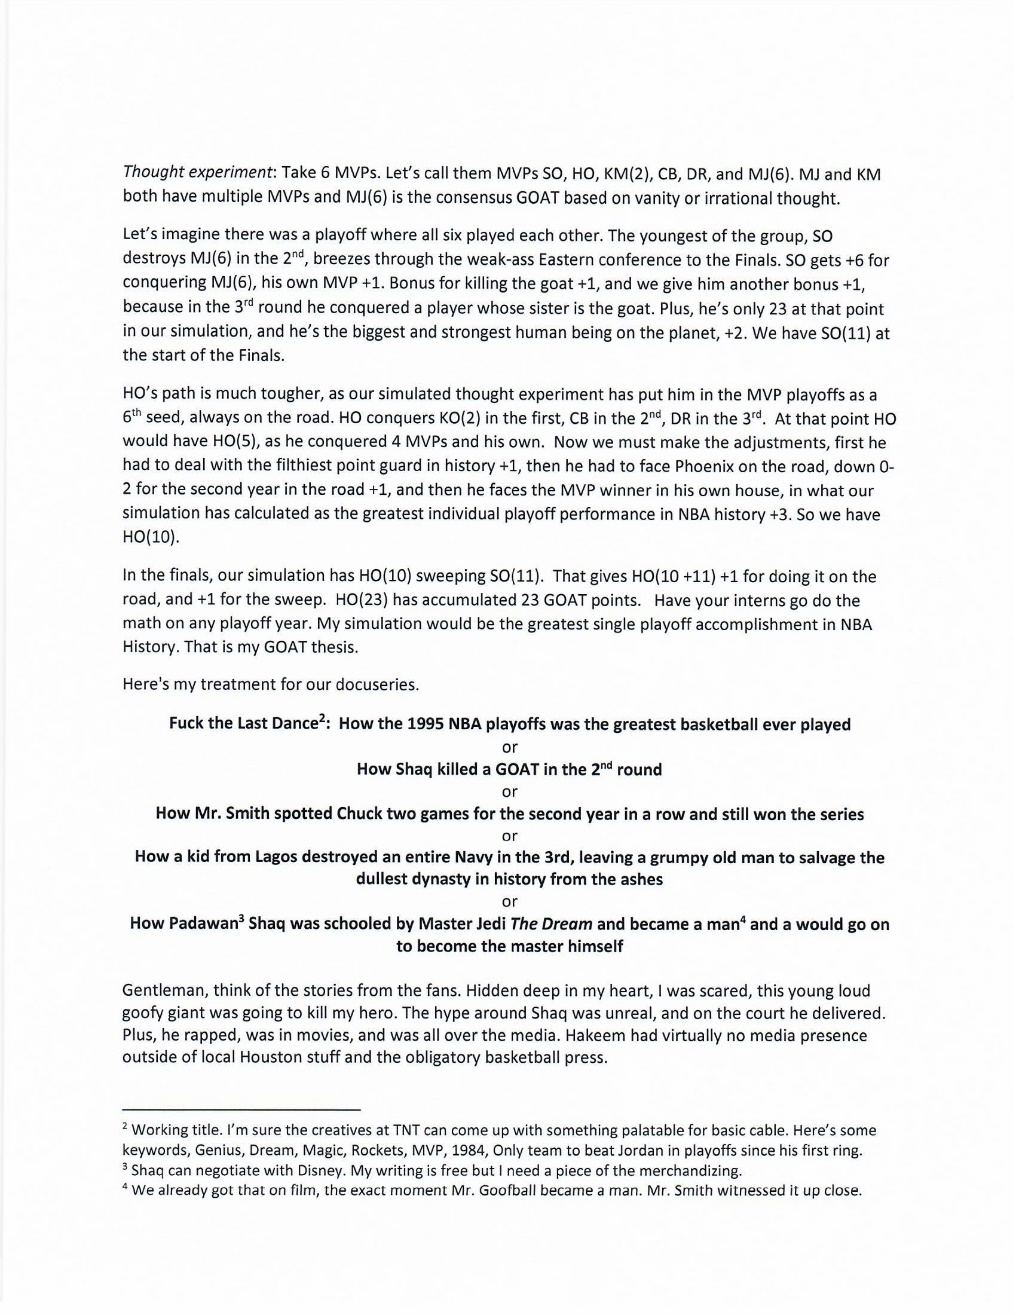 Thought experiment: Take 6 MVPs. Let's call them MVPs SO, HO, KM(2), CB, DR, and MJ(6). MJ and KM
both have multiple MVPs and MJ(6) is the consensus GOAT based on vanity or irrational thought.
Let's imagine there was a playoff where all six played each other. The youngest of the group, SO
destroys MJ(6) in the 2nd, breezes through the weak-ass Eastern conference to the Finals. SO gets +6 for
conquering MJ(6), his own MVP +1. Bonus for killing the goat +1, and we give him another bonus +1,
because in the 3rd round he conquered a player whose sister is the goat. Plus, he's only 23 at that point
in our simulation, and he's the biggest and strongest human being on the planet, +2. We have SO(11) at
the start of the Finals.
HO's path is much tougher, as our simulated thought experiment has put him in the MVP playoffs as a
6th seed, always on the road. HO conquers KO(2) in the first, CB in the 2nd, DR in the 3rd. At that point HO
would have HO(5), as he conquered 4 MVPs and his own. Now we must make the adjustments, first he
had to deal with the filthiest point guard in history +1, then he had to face Phoenix on the road, down 0-
2 for the second year in the road +1, and then he faces the MVP winner in his own house, in what our
simulation has calculated as the greatest individual playoff performance in NBA history +3. So we have
HO(10).
In the finals, our simulation has HO(10) sweeping SO(11). That gives HO(10 +11) +1 for doing it on the
road, and +1 for the sweep. HO(23) has accumulated 23 GOAT points. Have your interns go do the
math on any playoff year. My simulation would be the greatest single playoff accomplishment in NBA
History. That is my GOAT thesis.
Here's my treatment for our docuseries.
Fuck the Last Dance2: How the 1995 NBA playoffs was the greatest basketball ever played
or
How Shaq killed a GOAT in the 2nd round
or
How Mr. Smith spotted Chuck two games for the second year in a row and still won the series
or
How a kid from Lagos destroyed an entire Navy in the 3rd, leaving a grumpy old man to salvage the
dullest dynasty in history from the ashes
or
How Padawan3 Shaq was schooled by Master Jedi The Dream and became a man4 and a would go on
to become the master himself
Gentleman, think of the stories from the fans. Hidden deep in my heart, I was scared, this young loud
goofy giant was going to kill my hero. The hype around Shaq was unreal, and on the court he delivered.
Plus, he rapped, was in movies, and was all over the media. Hakeem had virtually no media presence
outside of local Houston stuff and the obligatory basketball press.
2 Working title. I'm sure the creatives at TNT can come up with something palatable for basic cable. Here's some
keywords, Genius, Dream, Magic, Rockets, MVP, 1984, Only team to beat Jordan in playoffs since his first ring.
3 Shaq can negotiate with Disney. My writing is free but I need a piece of the merchandizing.
4 We already got that on film, the exact moment Mr. Goofball became a man. Mr. Smith witnessed it up close.